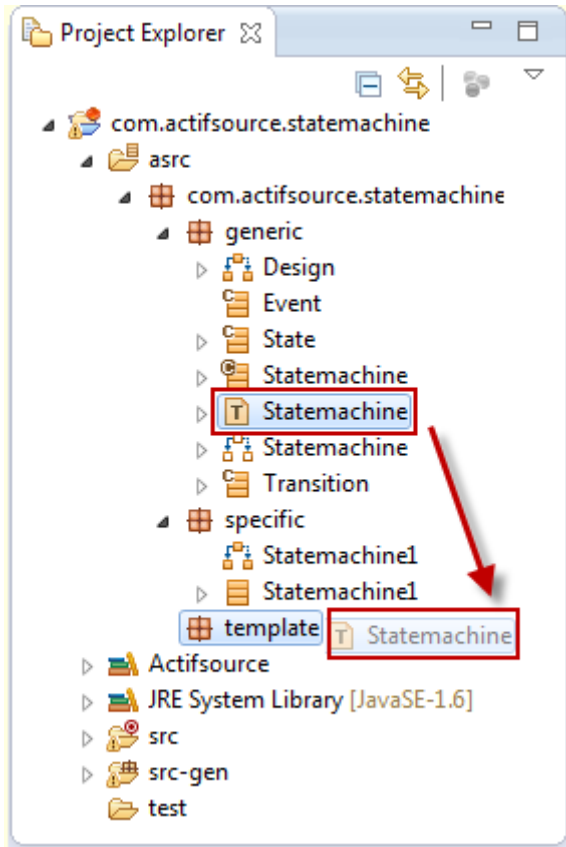 Project Explorer
com.actifsource.statemachine
asrc
com.actifsource.statemachine
generic
Design
C Event
C State
C Statemachine
T Statemachine
Statemachine
C Transition
specific
Statemachine1
Statemachine1
template T Statemachine
Actifsource
JRE System Library [JavaSE-1.6]
src
src-gen
test